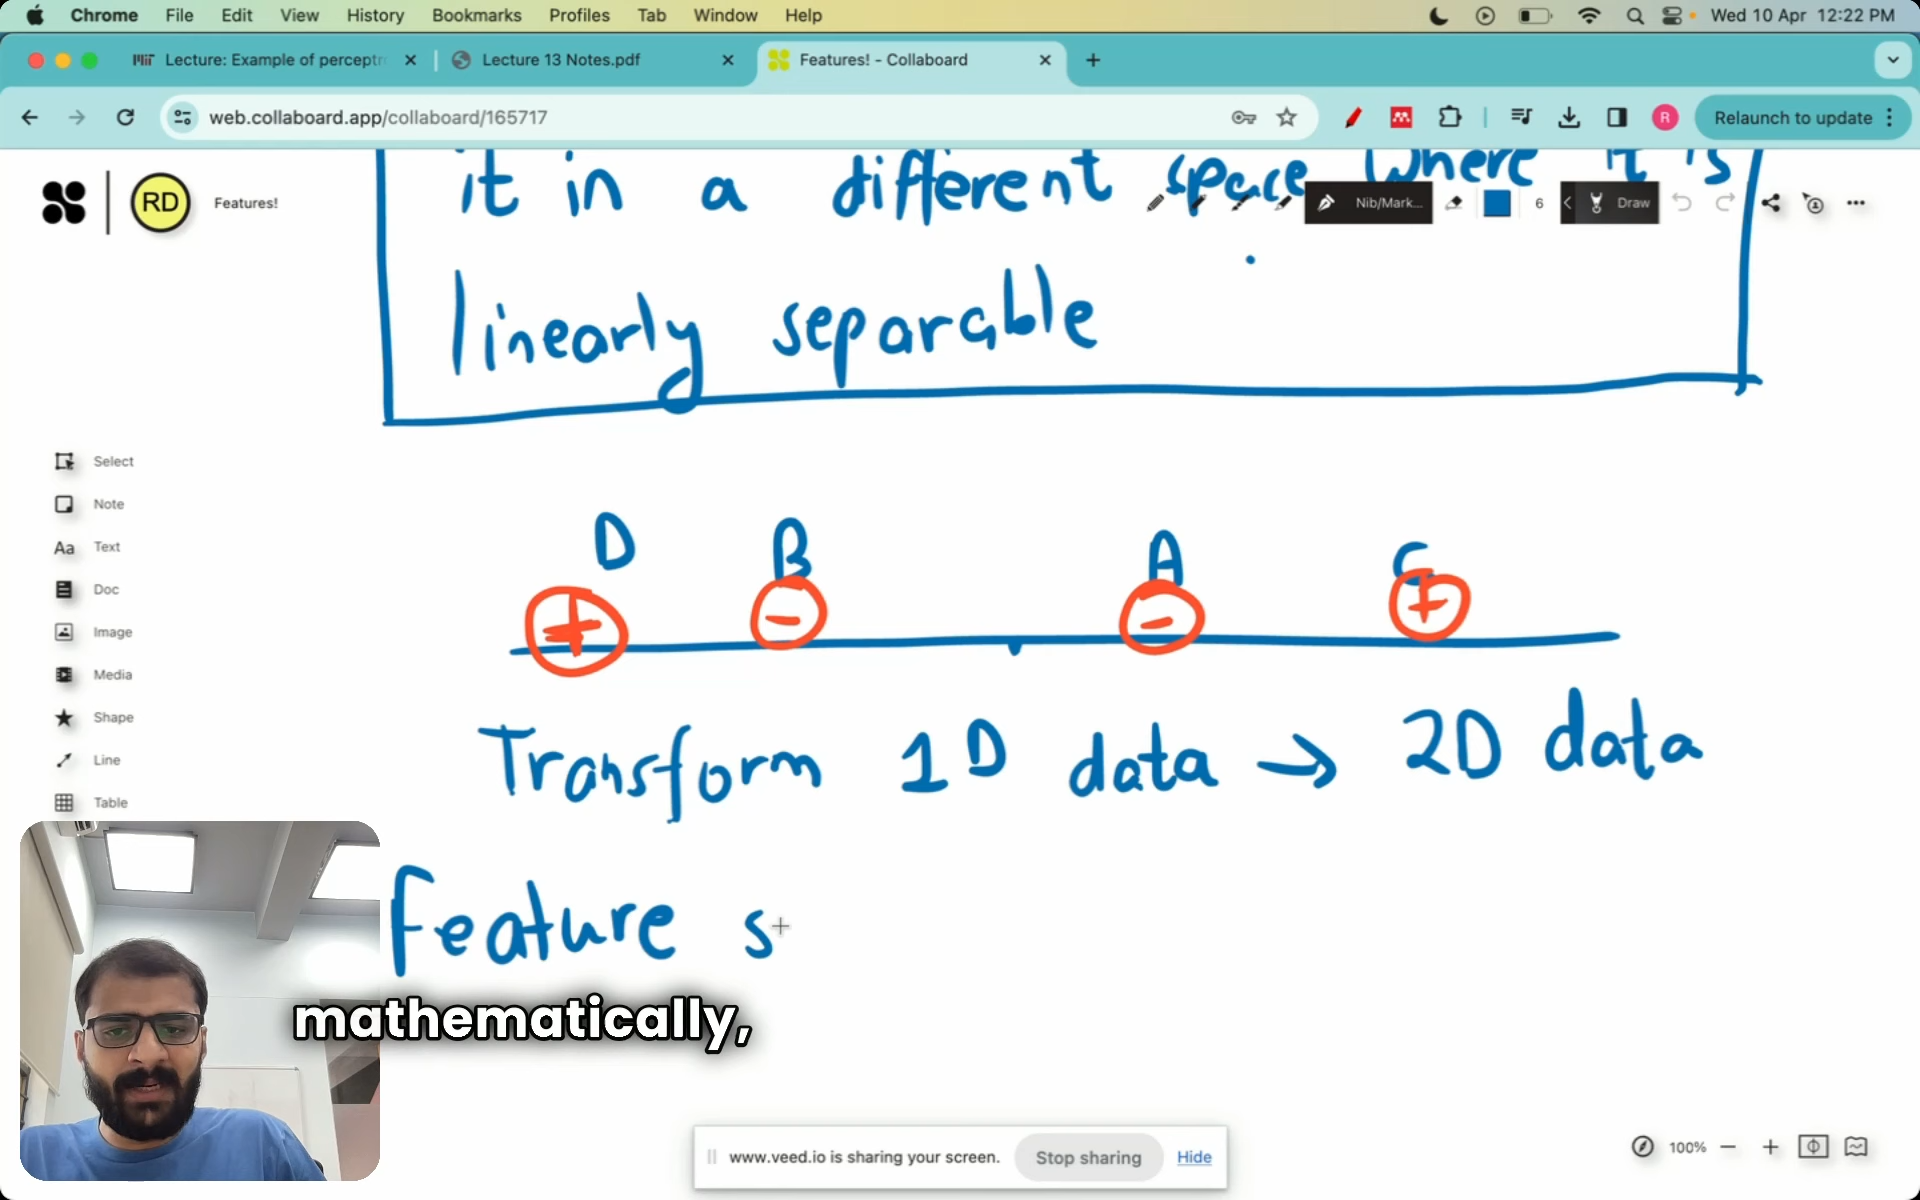 Chrome File Edit View History Bookmarks Profiles Tab Window Help Wed 10 Apr 12:22 PM
Lecture: Example of perceptr Lecture 13 Notes.pdf Features! - Collaboard
web.collaboard.app/collaboard/165717 R Relaunch to update
it in a different space where it is
RD Features! Nib/Mark... 6 Draw
linearly separable
Select
Note
Aa Text
Doc
Image
Media
Shape
Line
Table
D B A C
+ - - +
Transform 1D data → 2D data
Feature s
mathematically,
www.veed.io is sharing your screen. Stop sharing Hide
100%